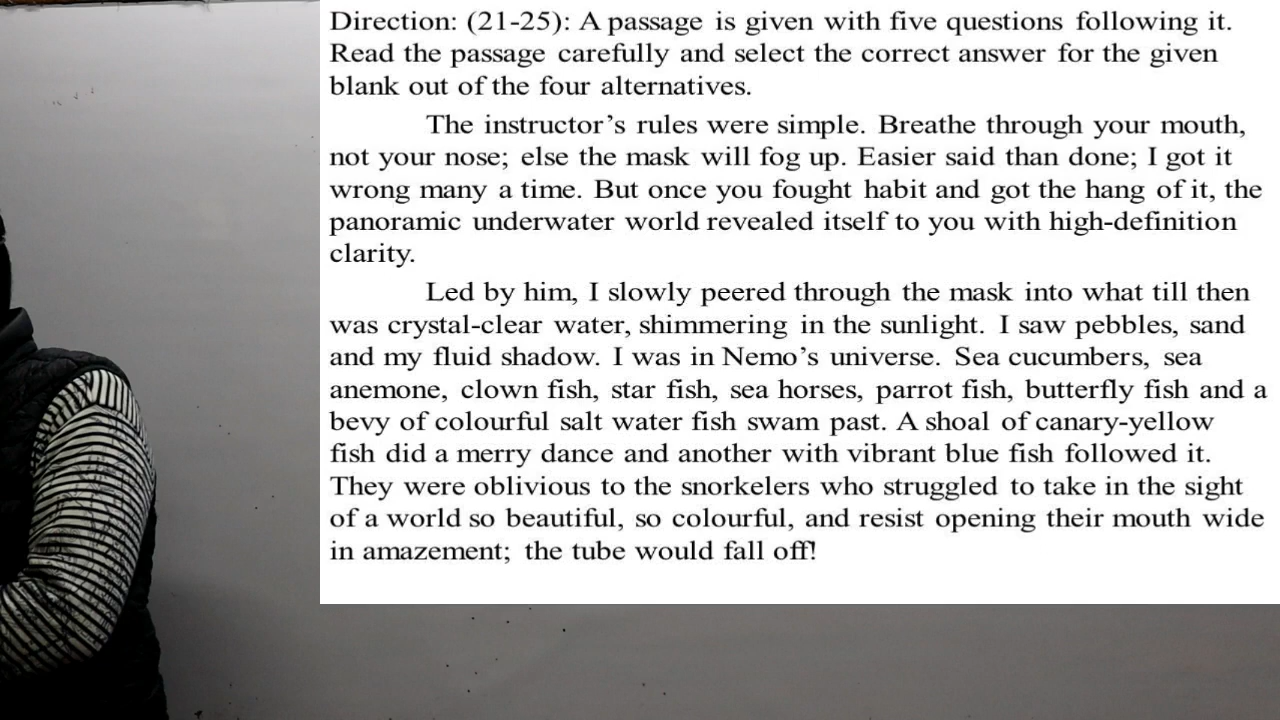 Direction: (21-25): A passage is given with five questions following it.
Read the passage carefully and select the correct answer for the given
blank out of the four alternatives.
The instructor’s rules were simple. Breathe through your mouth,
not your nose; else the mask will fog up. Easier said than done; I got it
wrong many a time. But once you fought habit and got the hang of it, the
panoramic underwater world revealed itself to you with high-definition
clarity.
Led by him, I slowly peered through the mask into what till then
was crystal-clear water, shimmering in the sunlight. I saw pebbles, sand
and my fluid shadow. I was in Nemo’s universe. Sea cucumbers, sea
anemone, clown fish, star fish, sea horses, parrot fish, butterfly fish and a
bevy of colourful salt water fish swam past. A shoal of canary-yellow
fish did a merry dance and another with vibrant blue fish followed it.
They were oblivious to the snorkelers who struggled to take in the sight
of a world so beautiful, so colourful, and resist opening their mouth wide
in amazement; the tube would fall off!